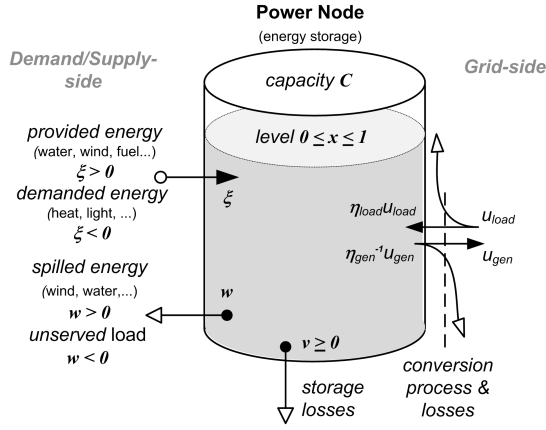 Power Node
(energy storage)
Demand/Supply-
side
Grid-side
capacity C
level 0 ≤ x ≤ 1
provided energy
(water, wind, fuel...)
ξ > 0
demanded energy
(heat, light, ...)
ξ < 0
ξ
η_load u_load
u_load
η_gen⁻¹ u_gen
u_gen
spilled energy
(wind, water,...)
w > 0
unserved load
w < 0
w
v ≥ 0
storage
losses
conversion
process &
losses